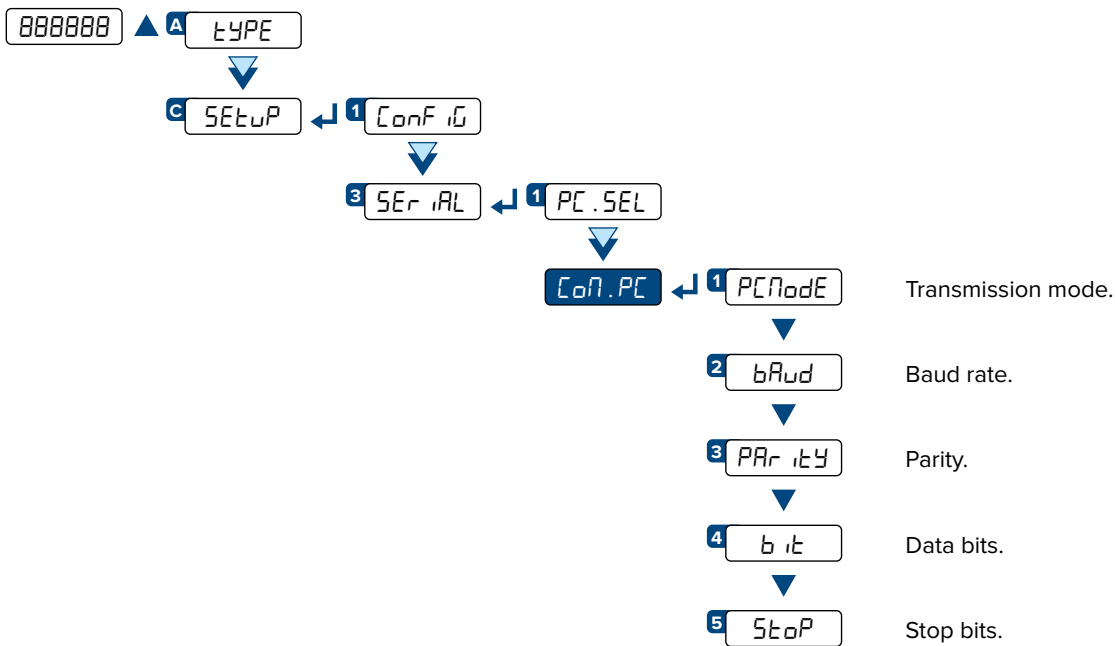 888888 A tYPE
C SEtuP 1 ConFiG
3 SEriAL 1 PC.SEL
CoM.PC 1 PCModE Transmission mode.
2 bAud Baud rate.
3 PAritY Parity.
4 bit Data bits.
5 StoP Stop bits.